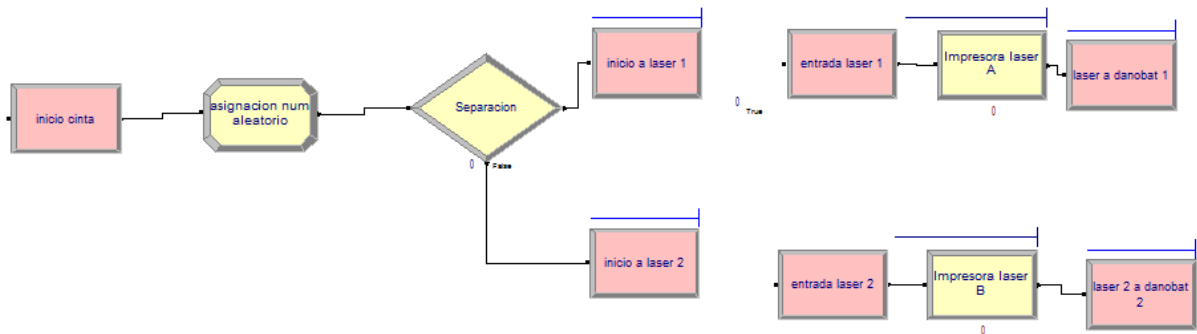 inicio cinta
asignacion num
aleatorio
Separacion
0
False
inicio a laser 1
inicio a laser 2
0
True
entrada laser 1
Impresora laser
A
0
laser a danobat 1
entrada laser 2
Impresora laser
B
0
laser 2 a danobat
2